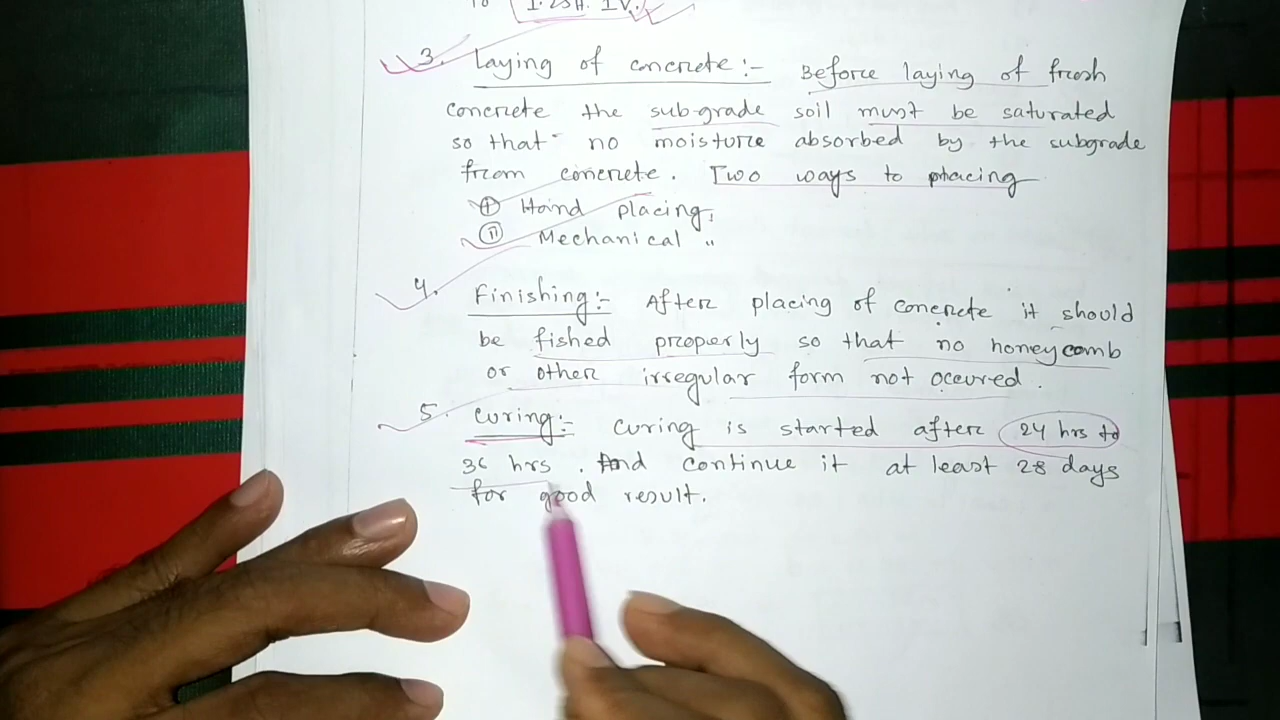 3. Laying of concrete:- Before laying of fresh
concrete the subgrade soil must be saturated
so that no moisture absorbed by the subgrade
from concrete. Two ways to placing
(i) Hand placing,
(ii) Mechanical "
4. Finishing:- After placing of concrete it should
be fished properly so that no honeycomb
or other irregular form not occured.
5. Curing:- Curing is started after 24 hrs to
36 hrs. And continue it at least 28 days
for good result.